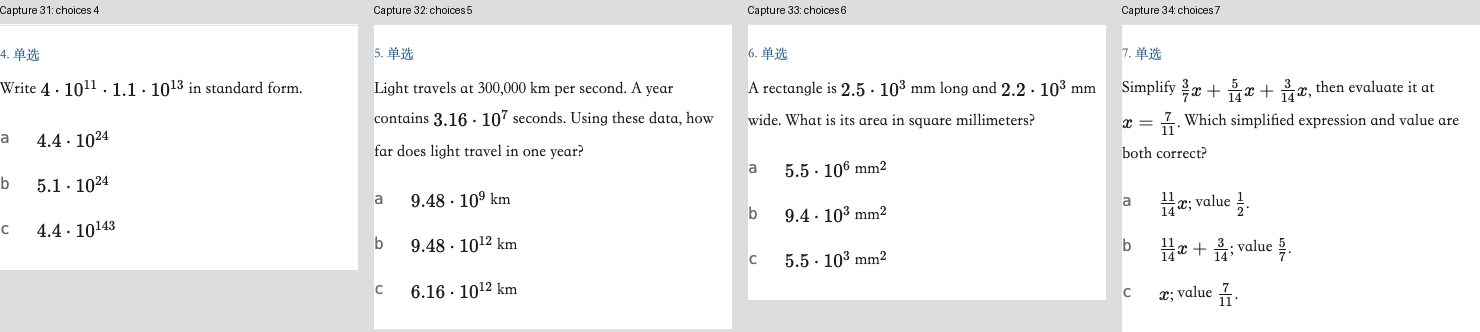 Capture 31: choices 4
4. 单选
Write 4 · 10¹¹ · 1.1 · 10¹³ in standard form.
a 4.4 · 10²⁴
b 5.1 · 10²⁴
c 4.4 · 10¹⁴³
Capture 32: choices 5
5. 单选
Light travels at 300,000 km per second. A year
contains 3.16 · 10⁷ seconds. Using these data, how
far does light travel in one year?
a 9.48 · 10⁹ km
b 9.48 · 10¹² km
c 6.16 · 10¹² km
Capture 33: choices 6
6. 单选
A rectangle is 2.5 · 10³ mm long and 2.2 · 10³ mm
wide. What is its area in square millimeters?
a 5.5 · 10⁶ mm²
b 9.4 · 10³ mm²
c 5.5 · 10³ mm²
Capture 34: choices 7
7. 单选
Simplify 3/7 x + 5/14 x + 3/14 x, then evaluate it at
x = 7/11. Which simplified expression and value are
both correct?
a 11/14 x; value 1/2.
b 11/14 x + 3/14; value 5/7.
c x; value 7/11.